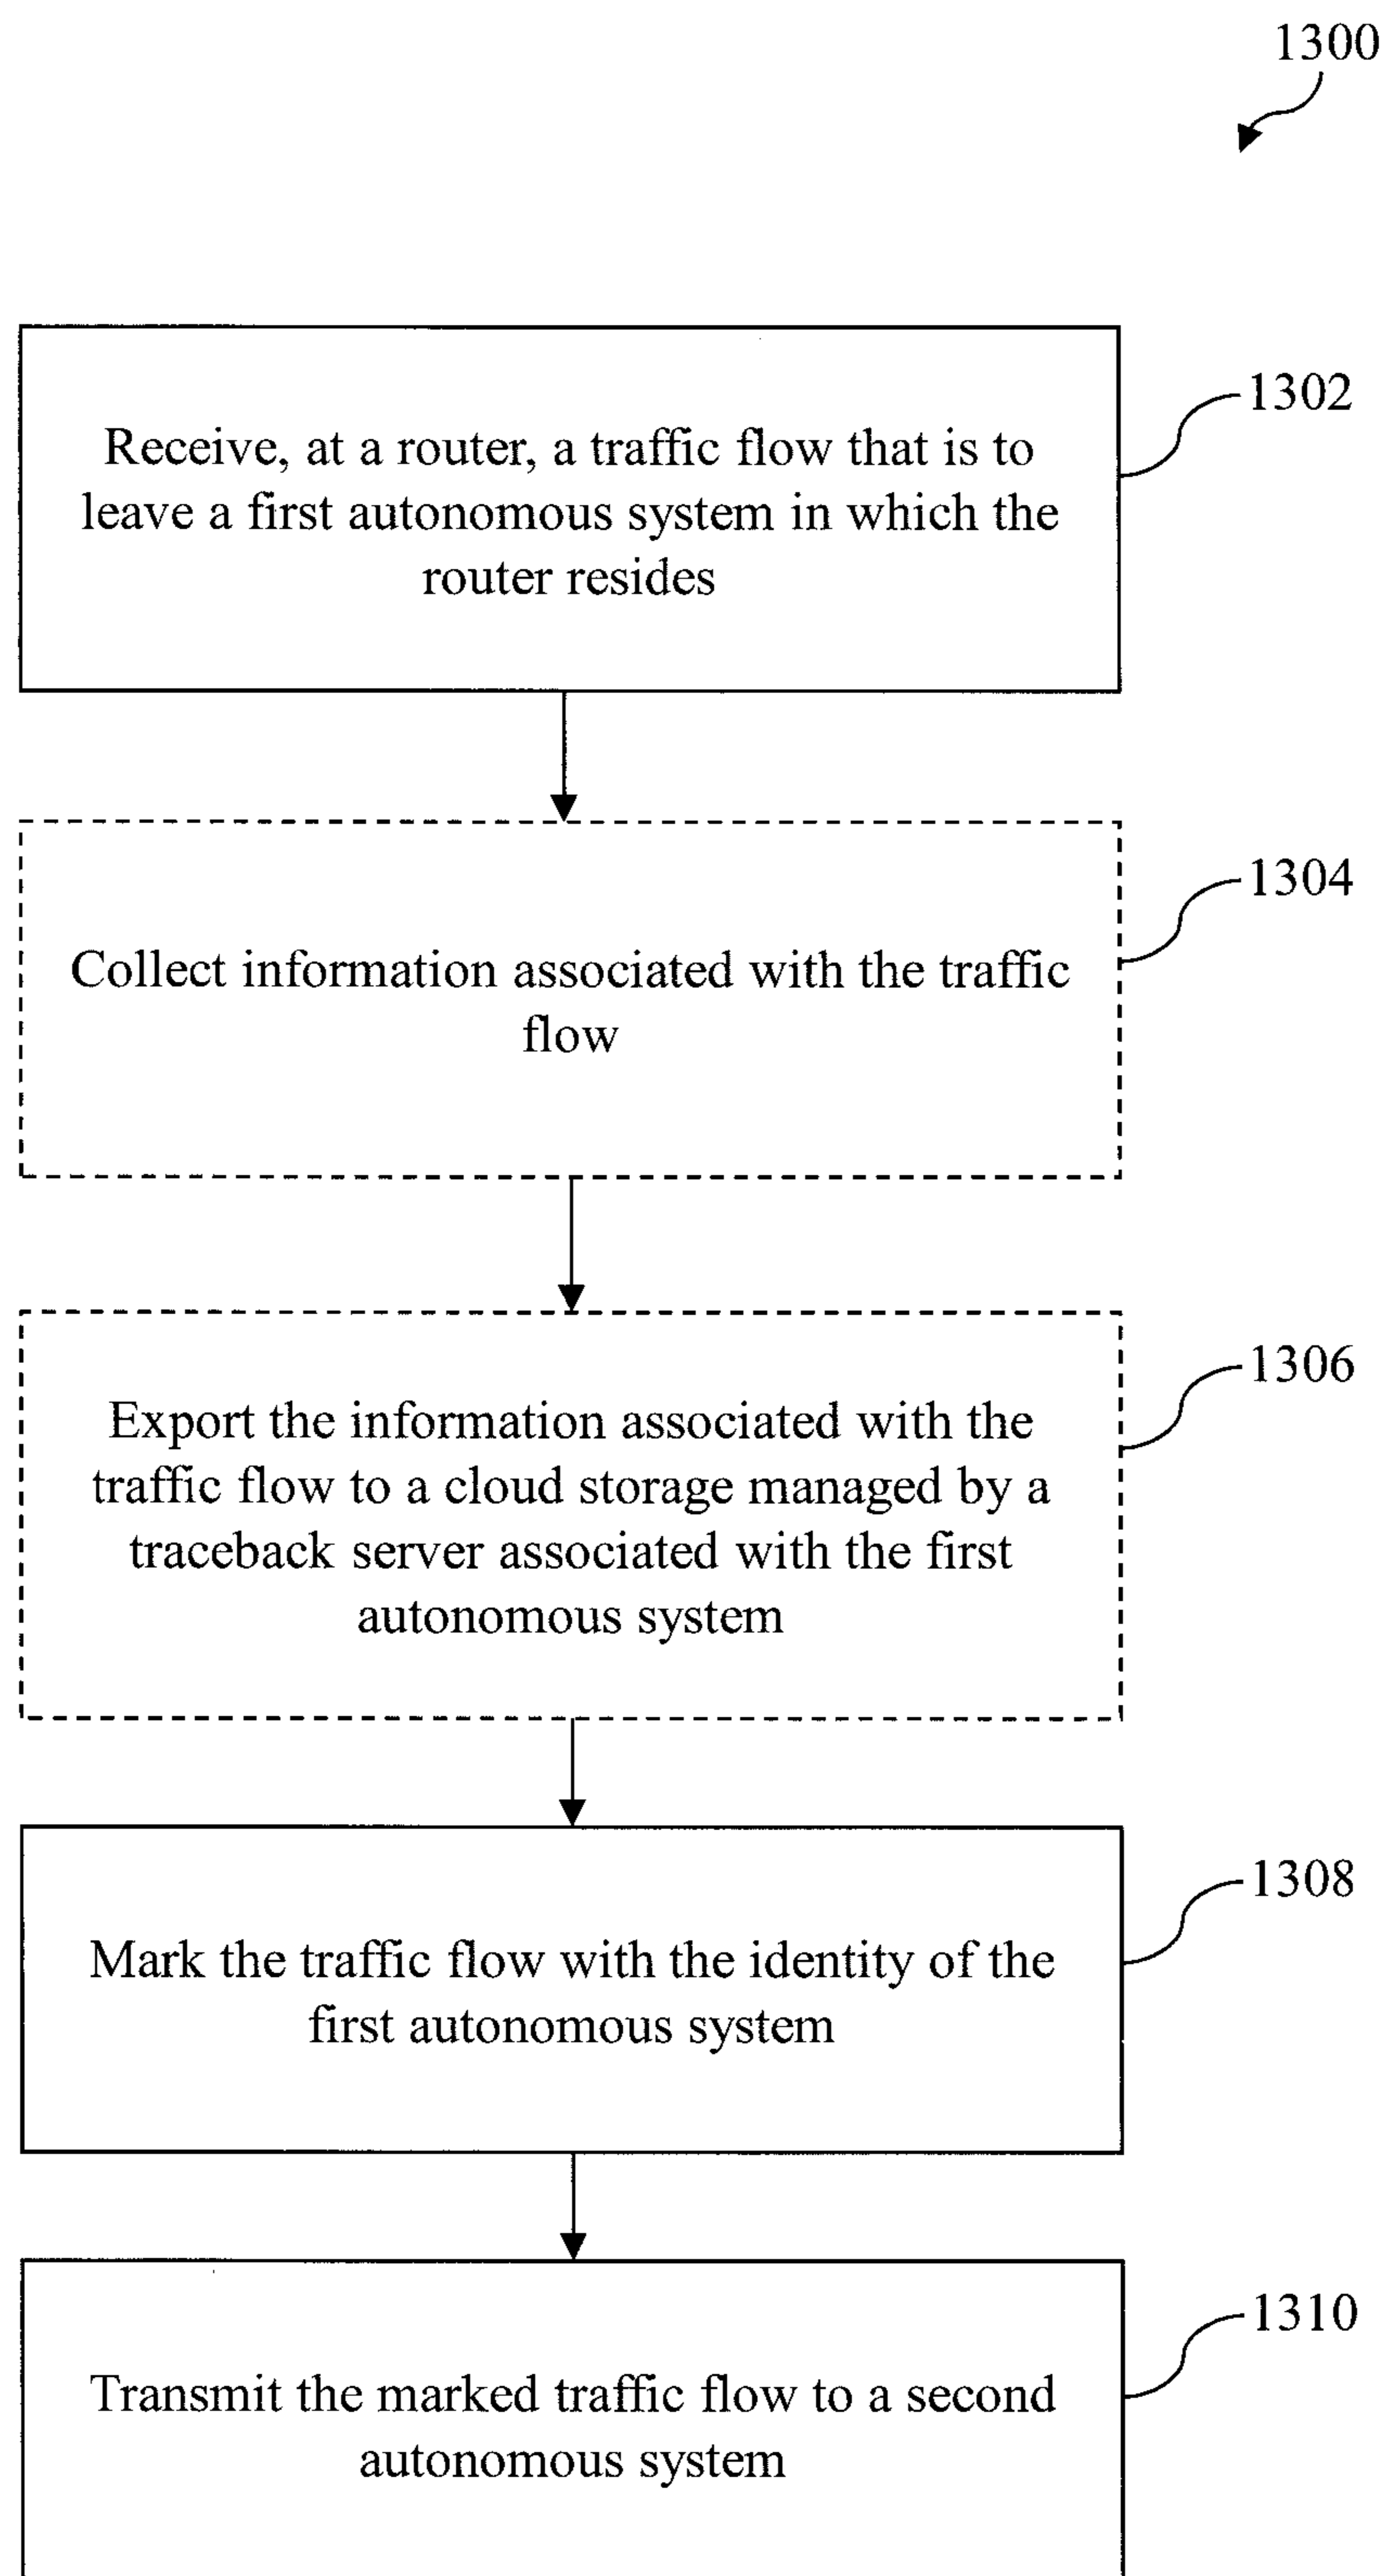 1300
Receive, at a router, a traffic flow that is to
leave a first autonomous system in which the
router resides
1302
Collect information associated with the traffic
flow
1304
Export the information associated with the
traffic flow to a cloud storage managed by a
traceback server associated with the first
autonomous system
1306
Mark the traffic flow with the identity of the
first autonomous system
1308
Transmit the marked traffic flow to a second
autonomous system
1310